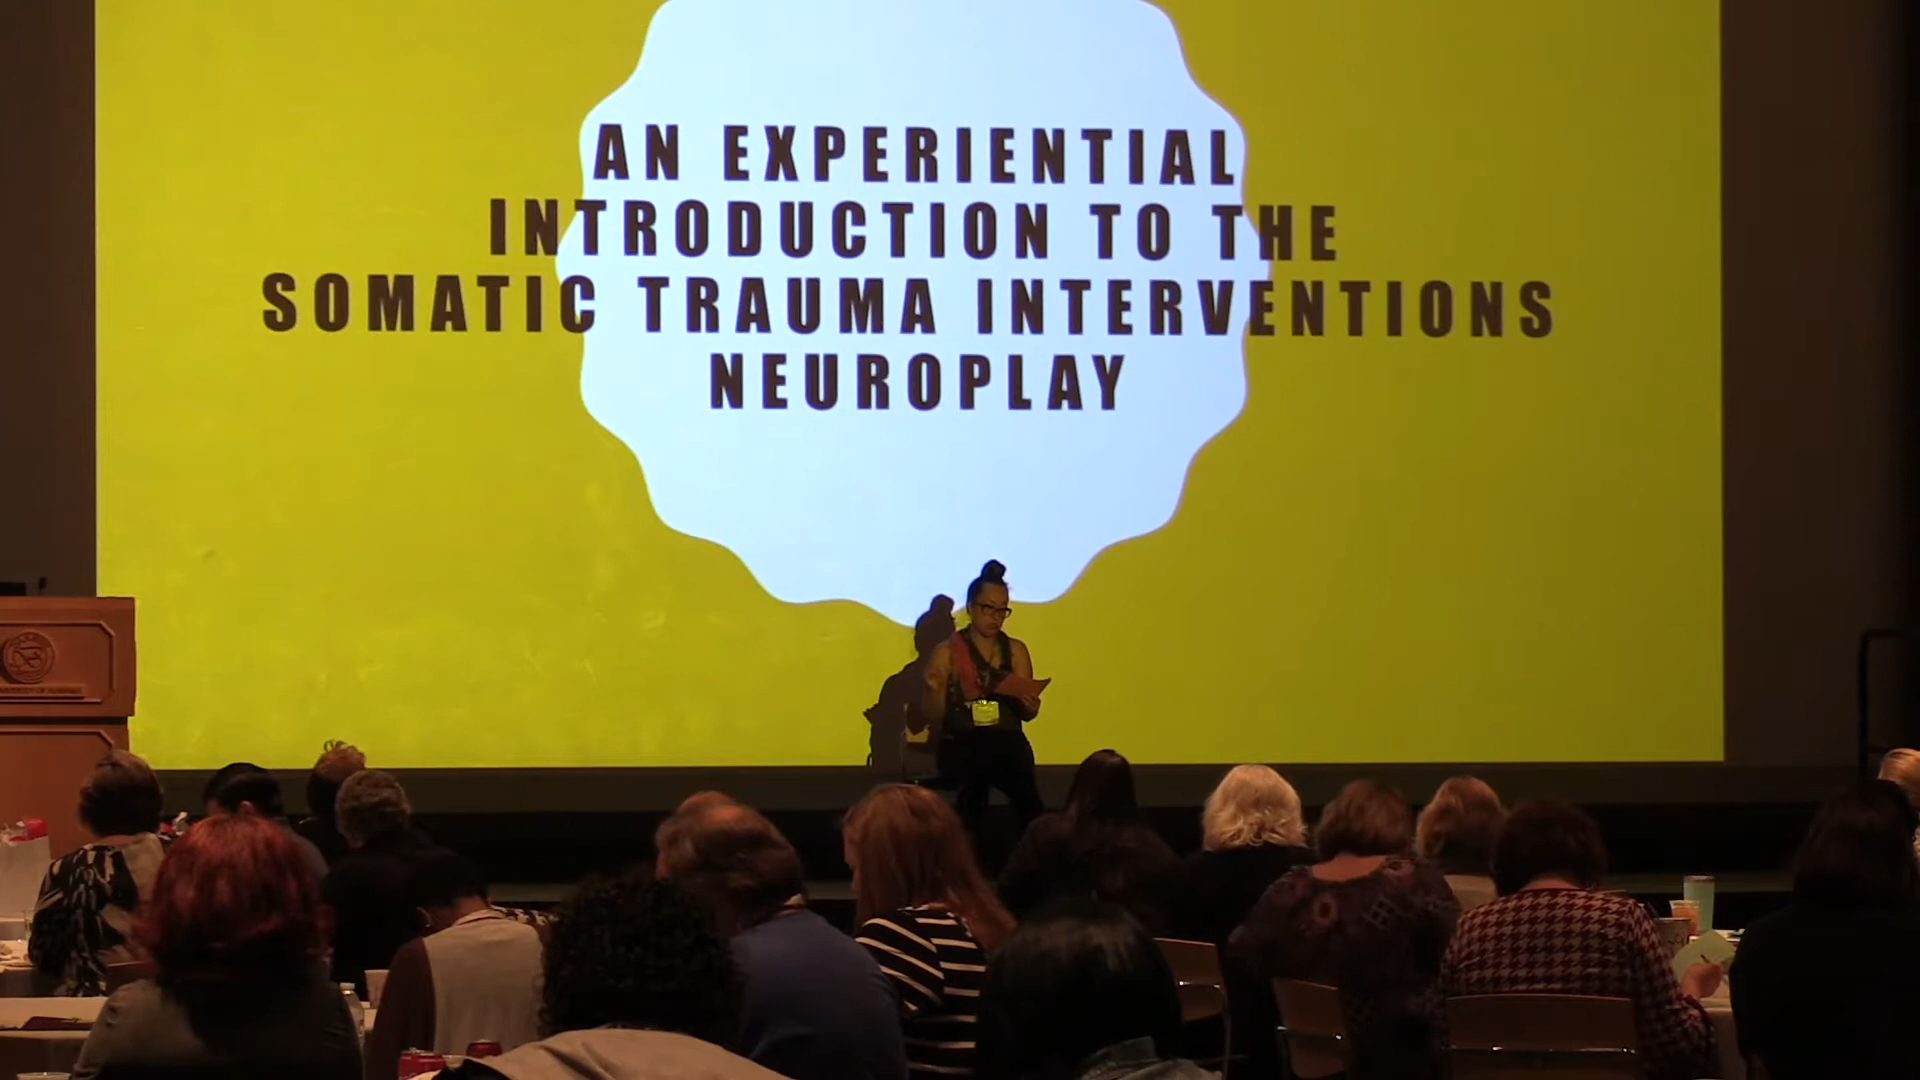 AN EXPERIENTIAL
INTRODUCTION TO THE
SOMATIC TRAUMA INTERVENTIONS
NEUROPLAY